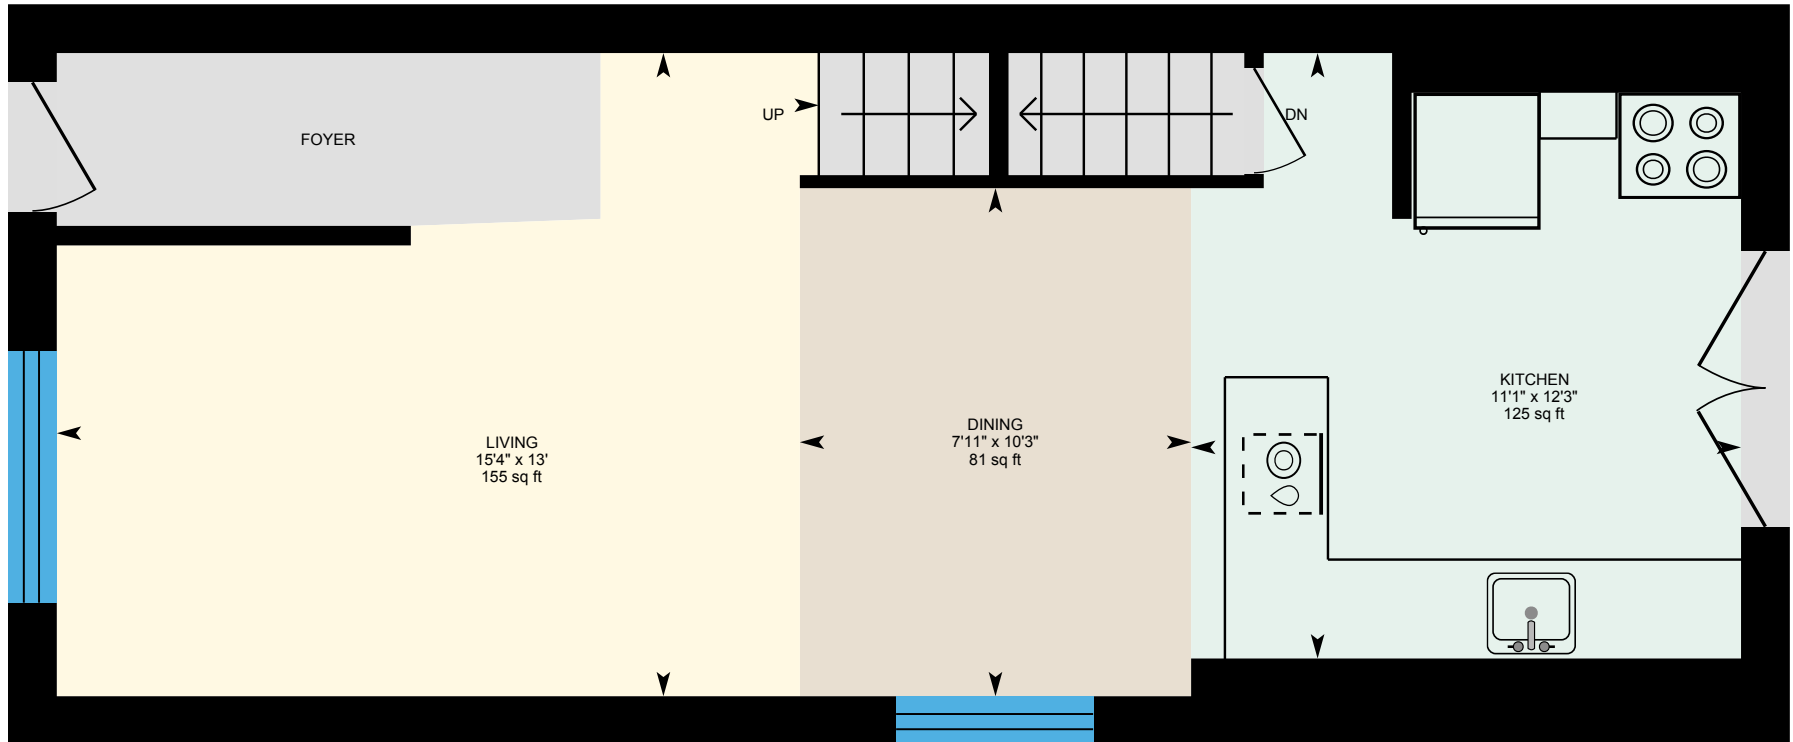 FOYER
UP
DN
LIVING
15'4" x 13'
155 sq ft
DINING
7'11" x 10'3"
81 sq ft
KITCHEN
11'1" x 12'3"
125 sq ft